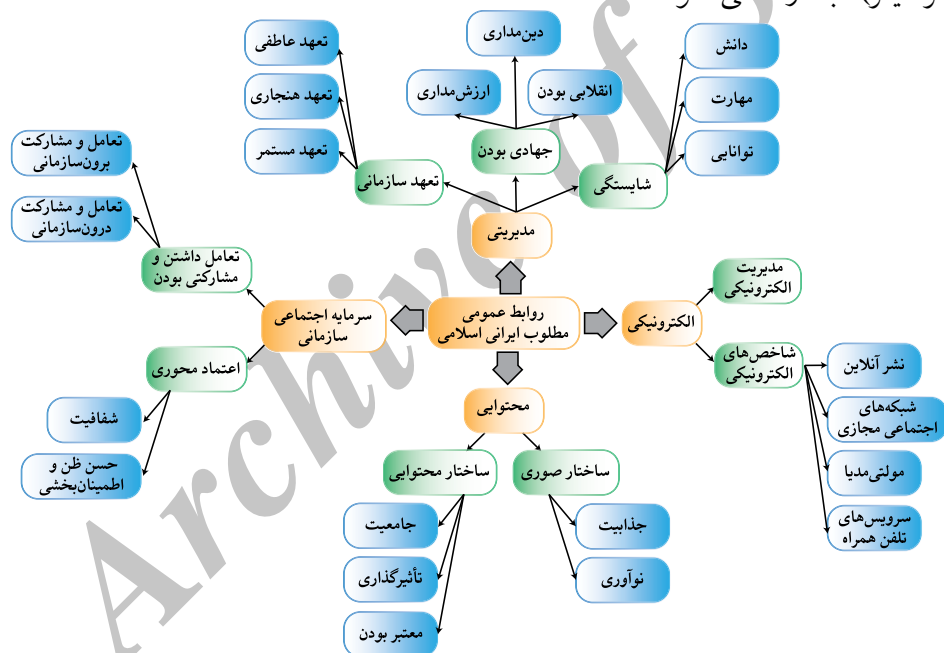 دین‌مداری
تعهد عاطفی
دانش
تعهد هنجاری
ارزش‌مداری
انقلابی بودن
مهارت
تعهد مستمر
جهادی بودن
توانایی
تعامل و مشارکت
برون‌سازمانی
تعهد سازمانی
شایستگی
تعامل و مشارکت
درون‌سازمانی
مدیریتی
تعامل داشتن و
مشارکتی بودن
مدیریت
الکترونیکی
سرمایه اجتماعی
سازمانی
روابط عمومی
مطلوب ایرانی اسلامی
الکترونیکی
اعتماد محوری
شاخص‌های
الکترونیکی
نشر آنلاین
شفافیت
محتوایی
شبکه‌های
اجتماعی مجازی
حسن ظن و
اطمینان‌بخشی
ساختار محتوایی
ساختار صوری
مولتی‌مدیا
جامعیت
جذابیت
سرویس‌های
تلفن همراه
تأثیرگذاری
نوآوری
معتبر بودن
Archive of